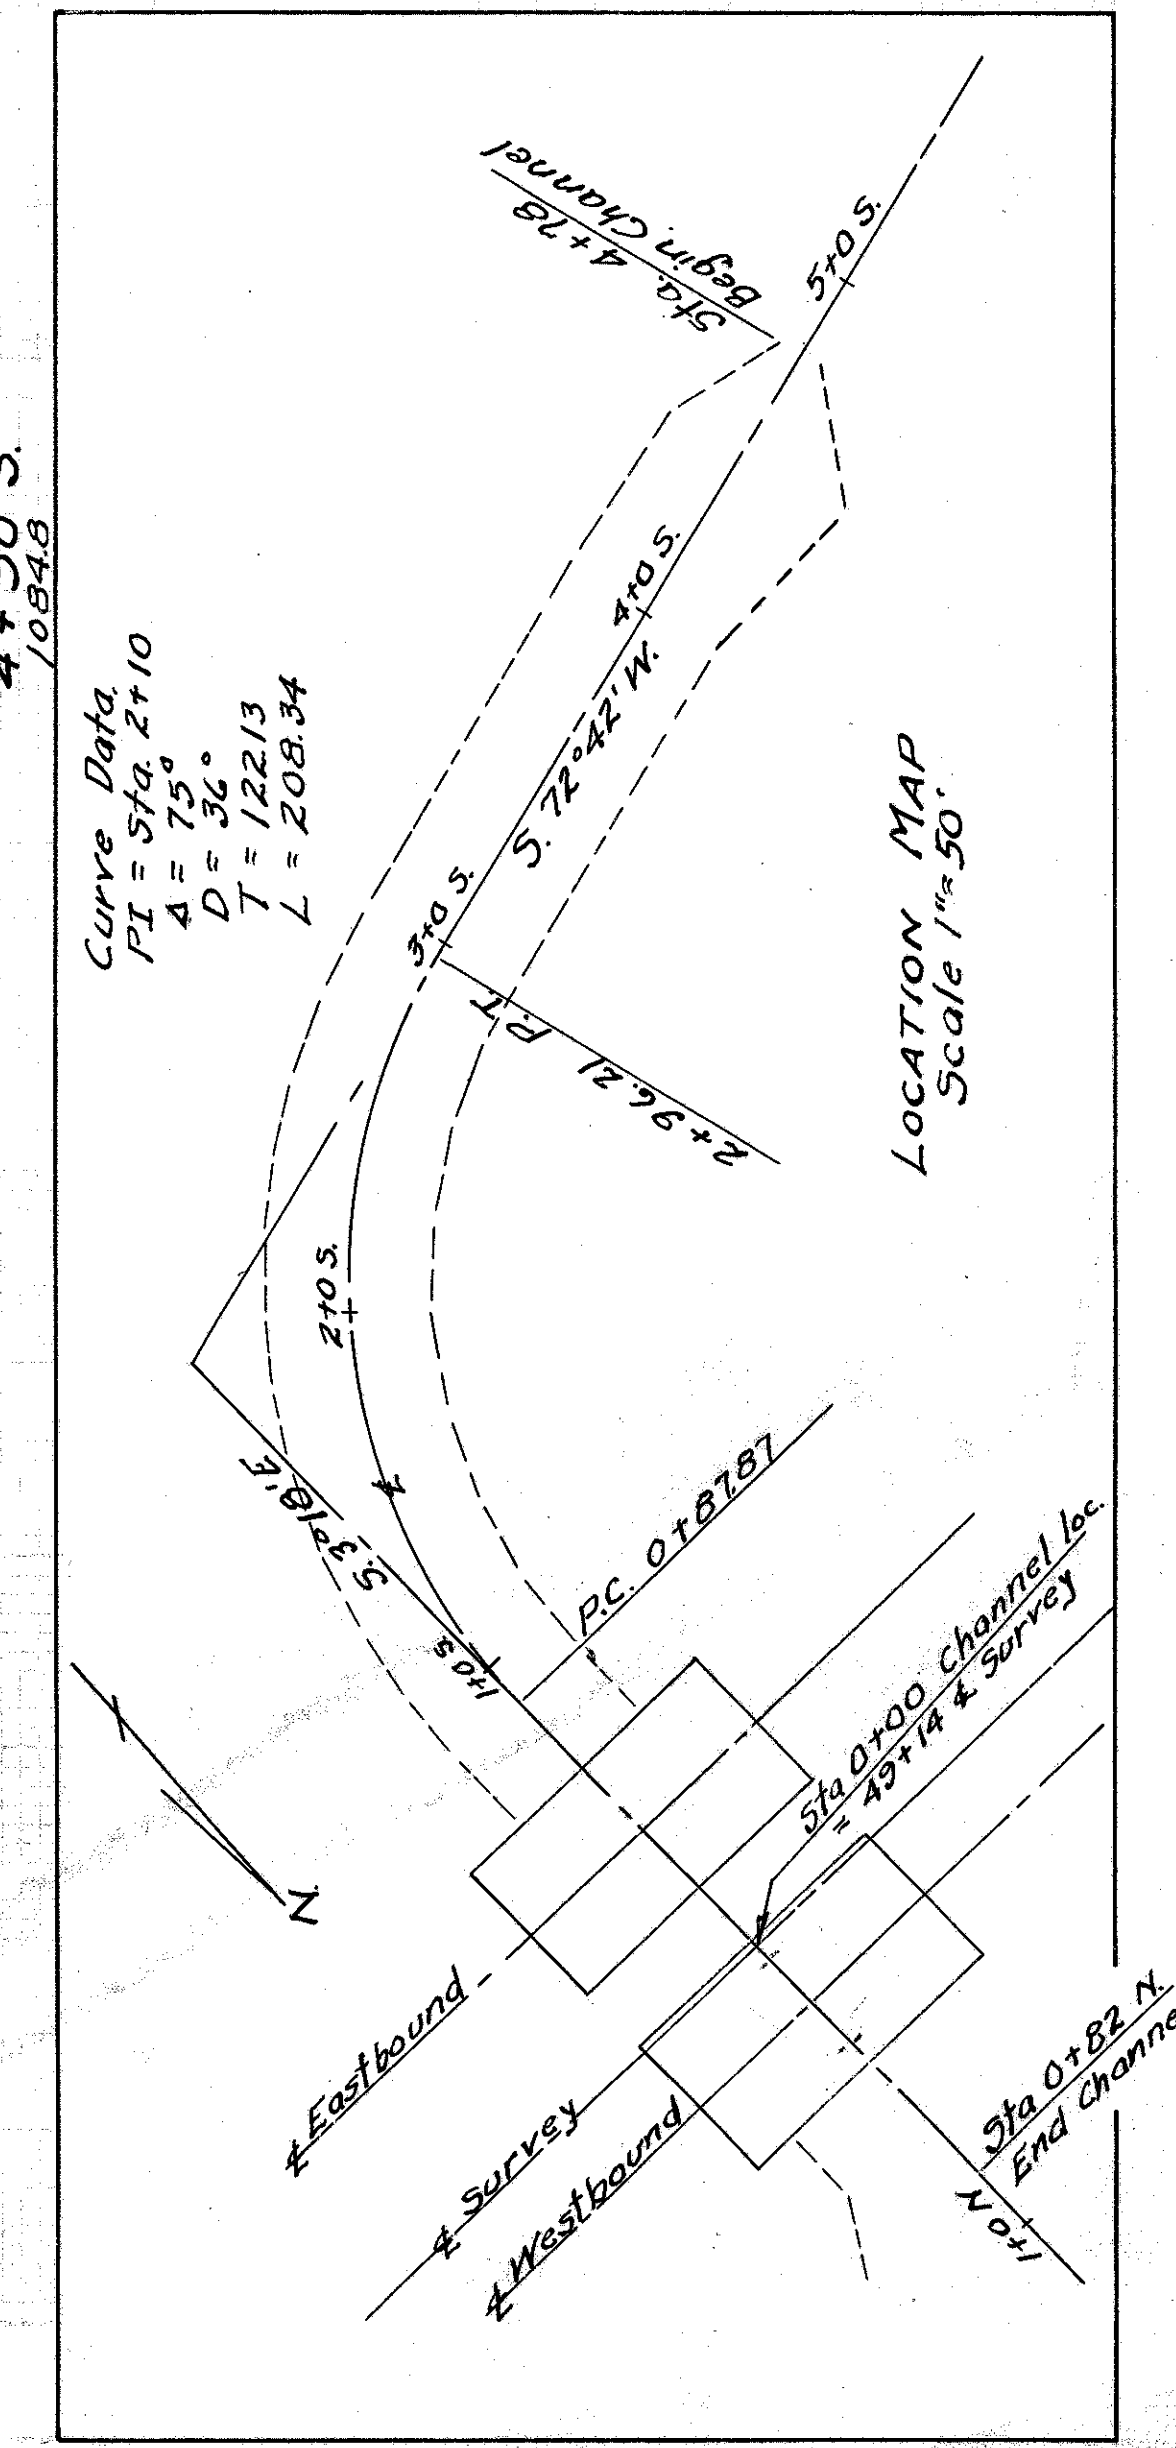 4+50 S.
1084.8
Curve Data.
PI = Sta. 2+10
Δ = 75°
D = 36°
T = 122.13
L = 208.34
Sta. 4+78
Begin Channel
5+0 S.
4+0 S.
S. 72°42' W.
3+0 S.
P.T.
2+96.21
2+0 S.
℄
S. 3°18' E
1+0 S.
P.C. 0+87.87
LOCATION MAP
Scale 1"=50'
N.
Sta 0+00 Channel loc.
= 49+14 ℄ Survey
℄ Eastbound
℄ Survey
℄ Westbound
Sta 0+82 N.
End Channe
1+0 N